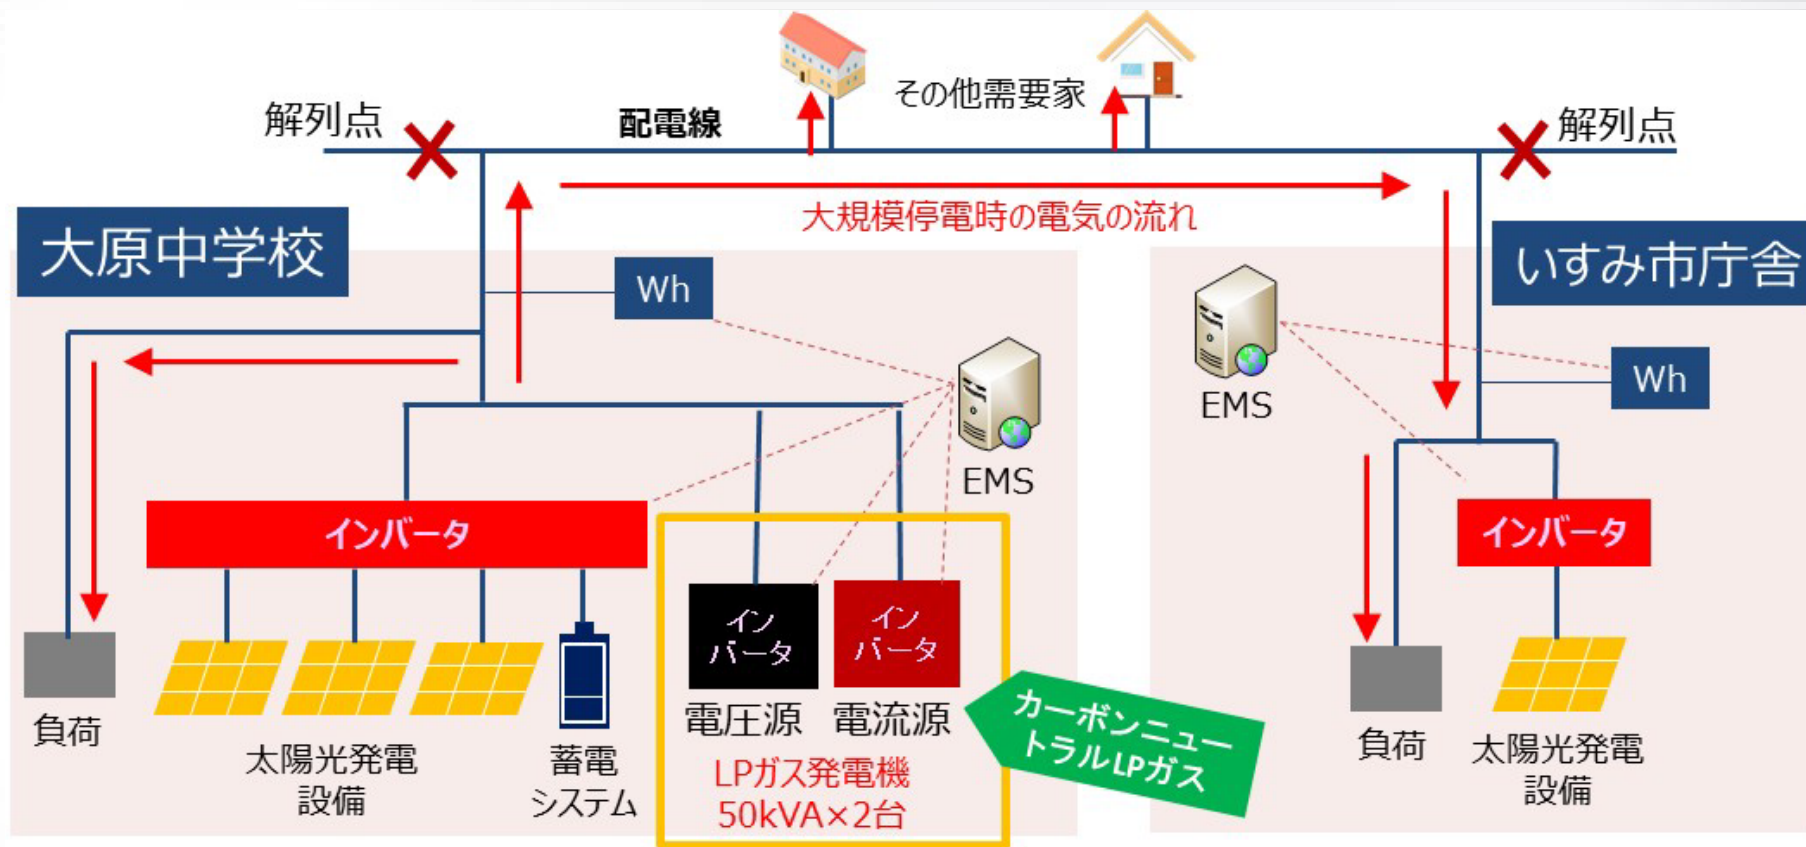 その他需要家
解列点
配電線
解列点
大規模停電時の電気の流れ
大原中学校
いすみ市庁舎
Wh
EMS
Wh
EMS
インバータ
インバータ
イン
バータ
イン
バータ
負荷
太陽光発電
設備
蓄電
システム
電圧源
電流源
LPガス発電機
50kVA×2台
カーボンニュー
トラルLPガス
負荷
太陽光発電
設備